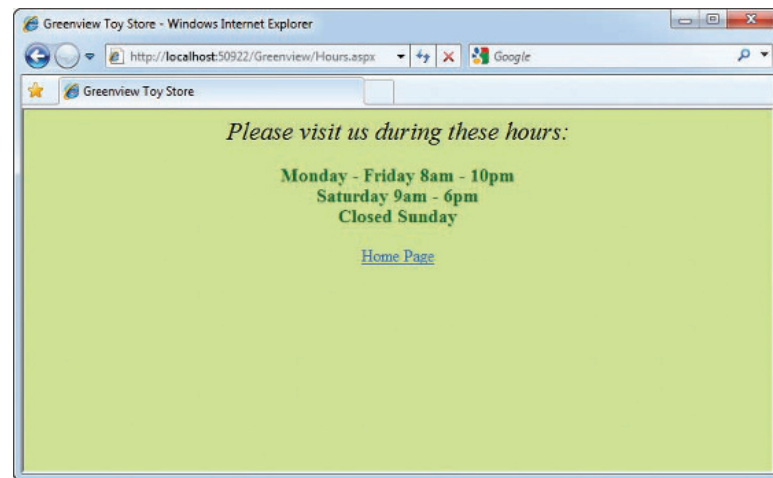 Greenview Toy Store - Windows Internet Explorer
http://localhost:50922/Greenview/Hours.aspx
Google
Greenview Toy Store
Please visit us during these hours:
Monday - Friday 8am - 10pm
Saturday 9am - 6pm
Closed Sunday
Home Page